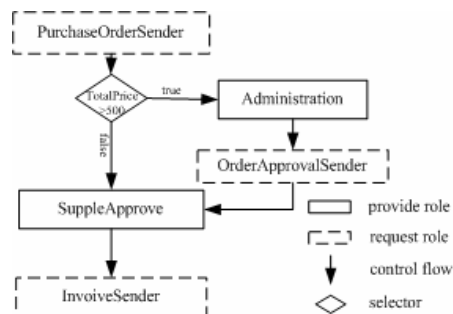 PurchaseOrderSender
TotalPrice
>500
true
Administration
false
OrderApprovalSender
SuppleApprove
InvoiveSender
provide role
request role
control flow
selector